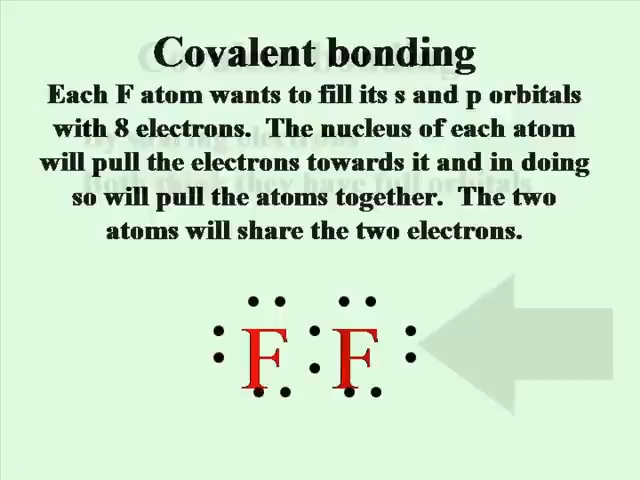 Covalent bonding
Each F atom wants to fill its s and p orbitals
with 8 electrons. The nucleus of each atom
will pull the electrons towards it and in doing
so will pull the atoms together. The two
atoms will share the two electrons.
F F